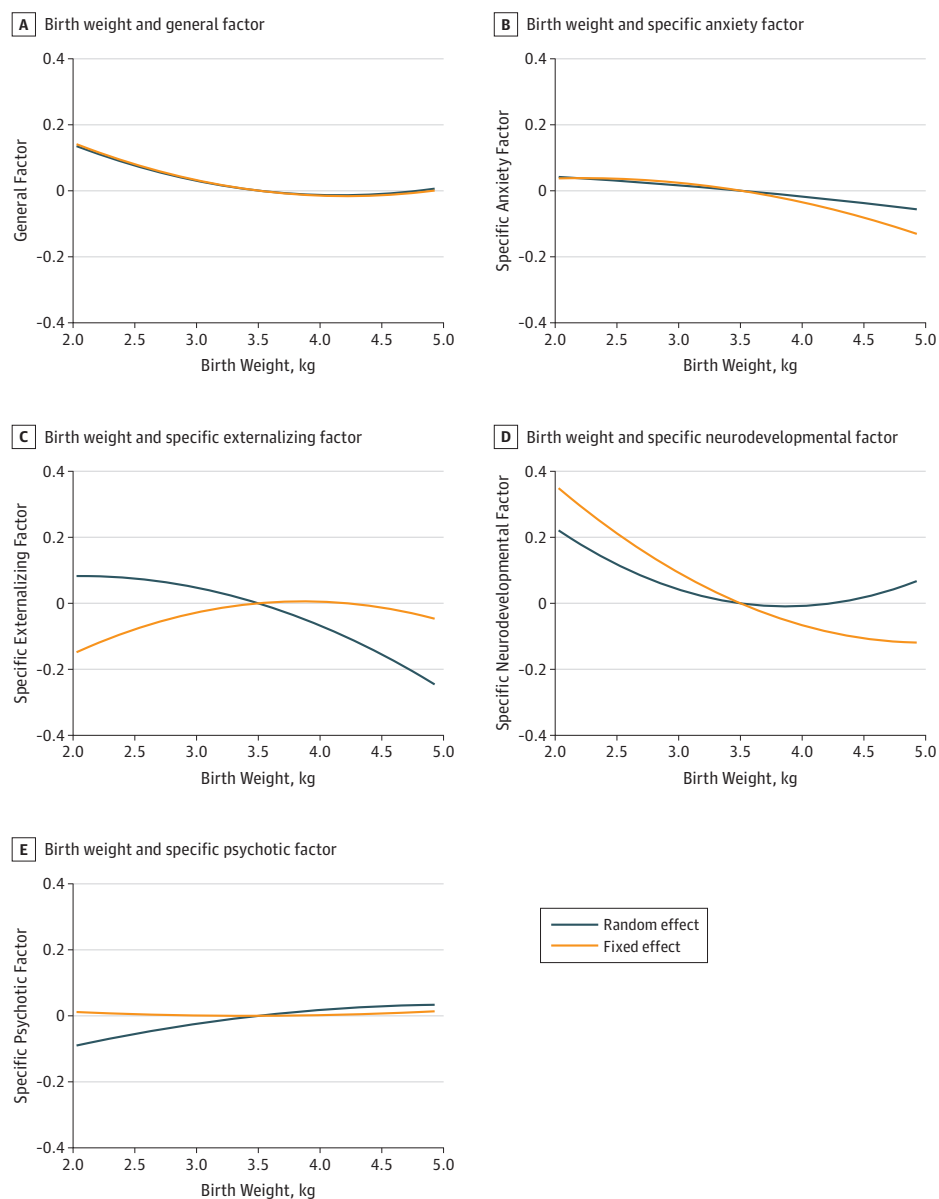 A Birth weight and general factor
0.4
0.2
0
-0.2
-0.4
General Factor
2.0 2.5 3.0 3.5 4.0 4.5 5.0
Birth Weight, kg
B Birth weight and specific anxiety factor
0.4
0.2
0
-0.2
-0.4
Specific Anxiety Factor
2.0 2.5 3.0 3.5 4.0 4.5 5.0
Birth Weight, kg
C Birth weight and specific externalizing factor
0.4
0.2
0
-0.2
-0.4
Specific Externalizing Factor
2.0 2.5 3.0 3.5 4.0 4.5 5.0
Birth Weight, kg
D Birth weight and specific neurodevelopmental factor
0.4
0.2
0
-0.2
-0.4
Specific Neurodevelopmental Factor
2.0 2.5 3.0 3.5 4.0 4.5 5.0
Birth Weight, kg
E Birth weight and specific psychotic factor
0.4
0.2
0
-0.2
-0.4
Specific Psychotic Factor
2.0 2.5 3.0 3.5 4.0 4.5 5.0
Birth Weight, kg
Random effect
Fixed effect